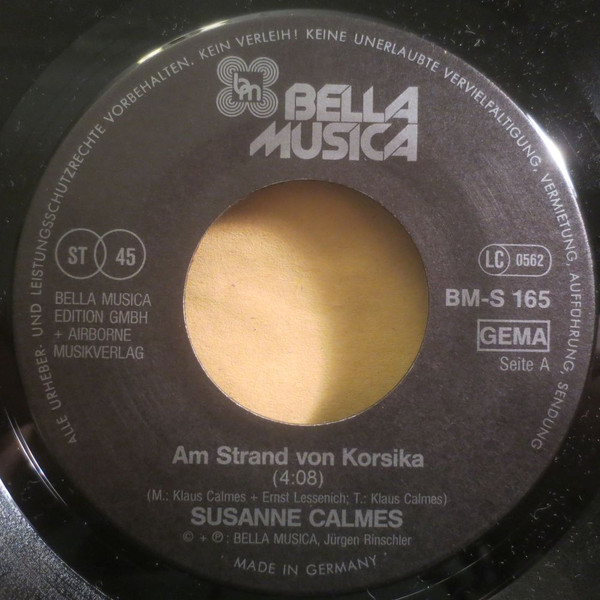 ALLE URHEBER- UND LEISTUNGSSCHUTZRECHTE VORBEHALTEN. KEIN VERLEIH! KEINE UNERLAUBTE VERVIELFÄLTIGUNG, VERMIETUNG, AUFFÜHRUNG, SENDUNG
bm BELLA
MUSICA
ST 45
LC 0562
BELLA MUSICA
EDITION GMBH
+ AIRBORNE
MUSIKVERLAG
BM-S 165
GEMA
Seite A
Am Strand von Korsika
(4:08)
(M.: Klaus Calmes + Ernst Lessenich; T.: Klaus Calmes)
SUSANNE CALMES
© + ℗: BELLA MUSICA, Jürgen Rinschler
MADE IN GERMANY